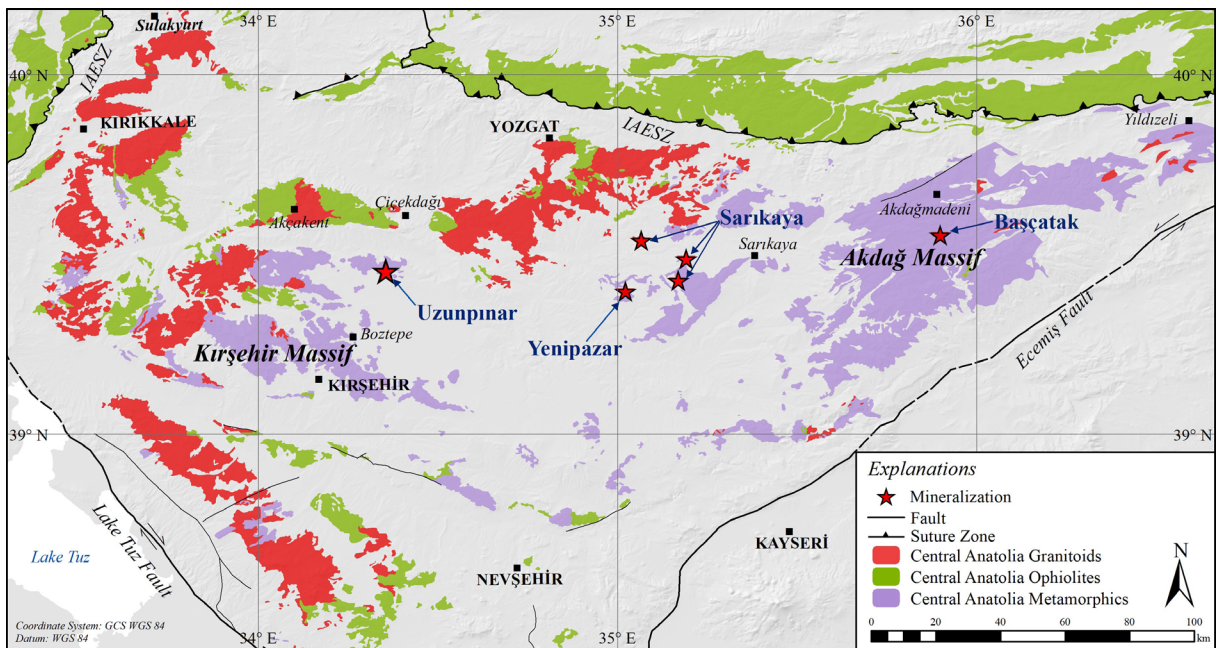 34° E
35° E
36° E
Sulakyurt
40° N
40° N
IAESZ
KIRIKKALE
YOZGAT
IAESZ
Yıldızeli
Akçakent
Çiçekdağı
Sarıkaya
Akdağmadeni
Başçatak
Sarıkaya
Akdağ Massif
Uzunpınar
Yenipazar
Boztepe
Kırşehir Massif
KIRŞEHİR
Ecemiş Fault
39° N
39° N
Explanations
Mineralization
Fault
Suture Zone
Central Anatolia Granitoids
Central Anatolia Ophiolites
Central Anatolia Metamorphics
N
0 10 20 40 60 80 100
km
Lake Tuz Fault
Lake Tuz
KAYSERİ
NEVŞEHİR
Coordinate System: GCS WGS 84
Datum: WGS 84
34° E
35° E